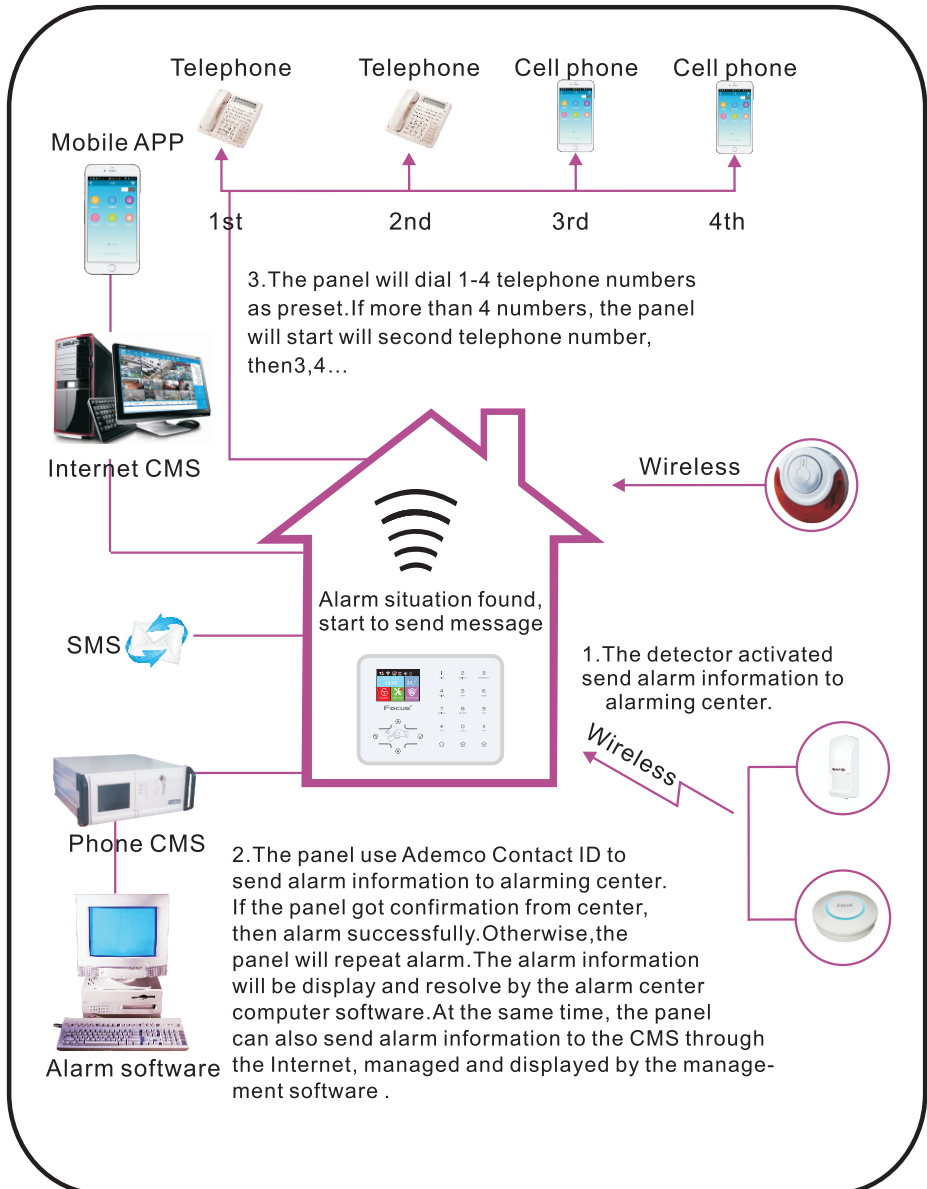 Telephone
Telephone
Cell phone
Cell phone
Mobile APP
1st
2nd
3rd
4th
3.The panel will dial 1-4 telephone numbers
as preset.If more than 4 numbers, the panel
will start will second telephone number,
then3,4...
Internet CMS
Wireless
Alarm situation found,
start to send message
SMS
Focus
1.The detector activated
send alarm information to
alarming center.
Wireless
Focus
Phone CMS
2.The panel use Ademco Contact ID to
send alarm information to alarming center.
If the panel got confirmation from center,
then alarm successfully.Otherwise,the
panel will repeat alarm.The alarm information
will be display and resolve by the alarm center
computer software.At the same time, the panel
can also send alarm information to the CMS through
the Internet, managed and displayed by the manage-
ment software .
Alarm software